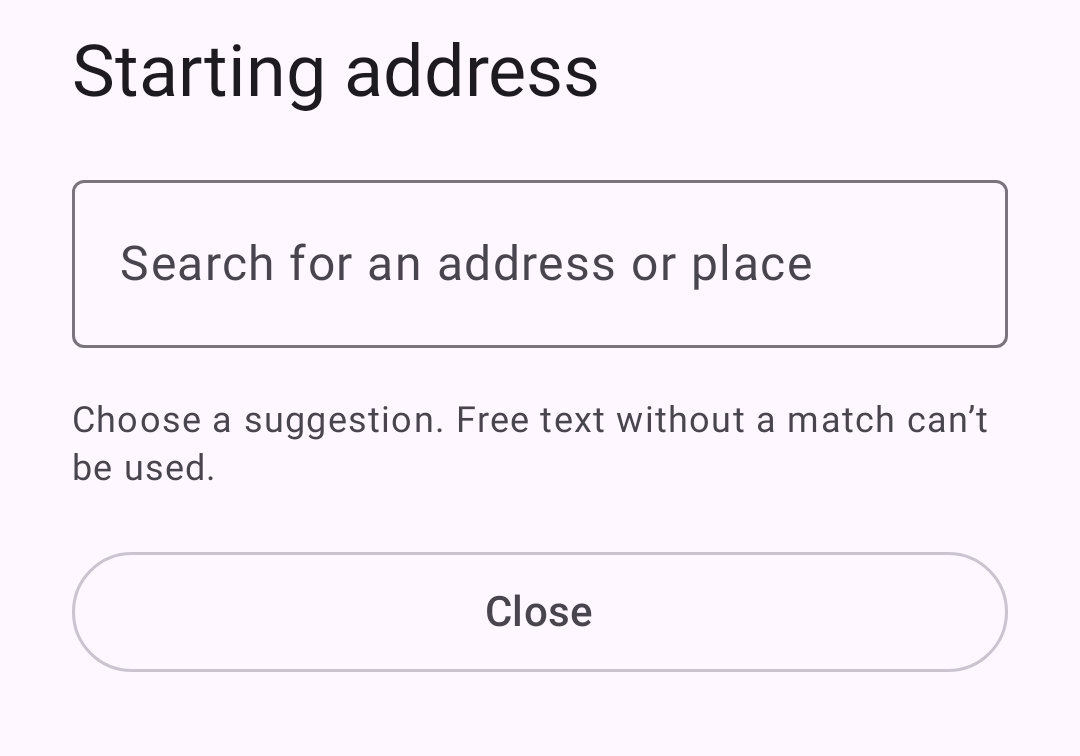 Starting address
Search for an address or place
Choose a suggestion. Free text without a match can’t
be used.
Close